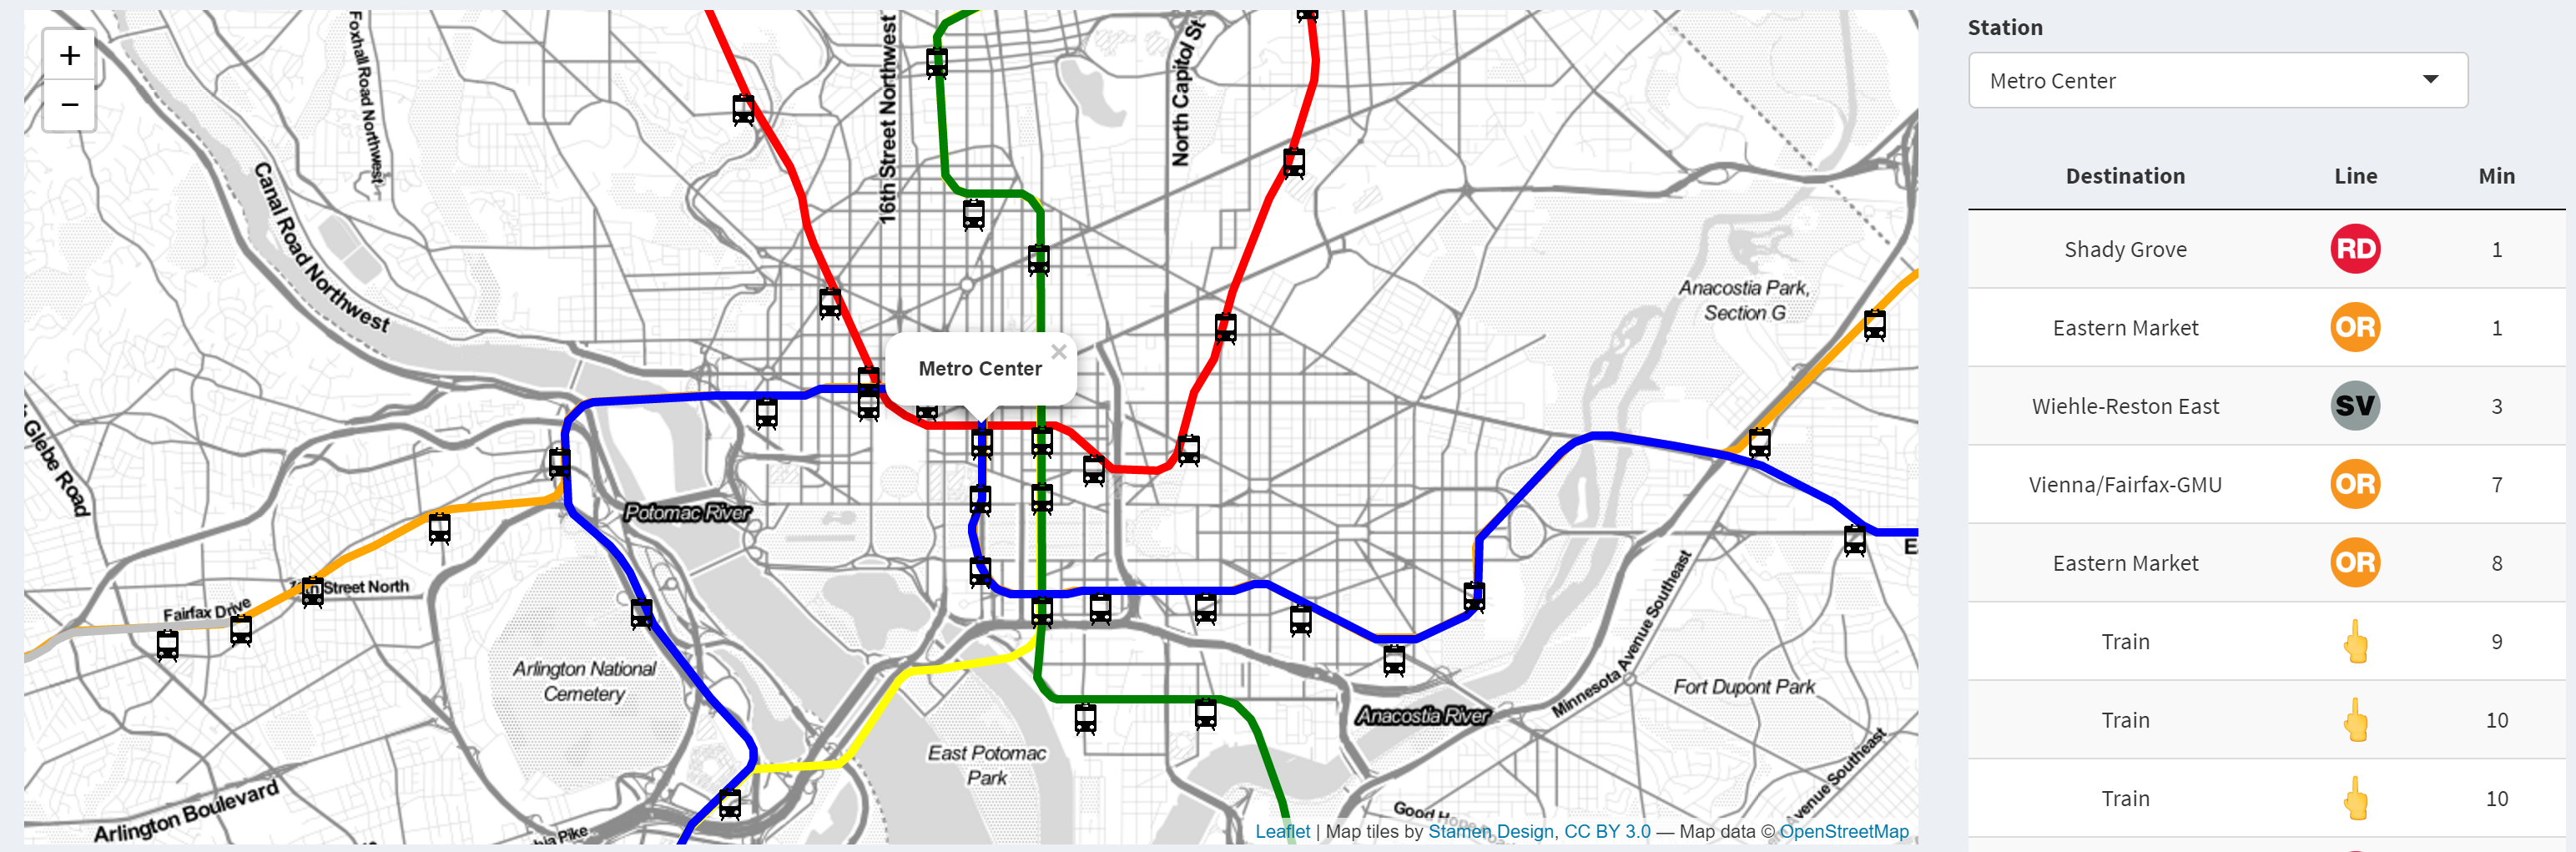 +
−
Foxhall Road Northwest
16th Street Northwest
North Capitol St
Canal Road Northwest
Anacostia Park,
Section G
Metro Center ×
Glebe Road
Potomac River
Street North
Fairfax Drive
Arlington National
Cemetery
Minnesota Avenue Southeast
Fort Dupont Park
Anacostia River
East Potomac
Park
Avenue Southeast
Arlington Boulevard
Pike
Good Hope
E
Leaflet | Map tiles by Stamen Design, CC BY 3.0 — Map data © OpenStreetMap
Station
Metro Center
Destination Line Min
Shady Grove RD 1
Eastern Market OR 1
Wiehle-Reston East SV 3
Vienna/Fairfax-GMU OR 7
Eastern Market OR 8
Train 9
Train 10
Train 10